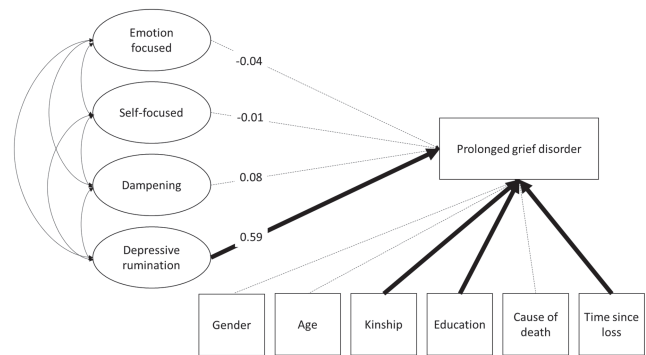 Emotion
focused
-0.04
Self-focused
-0.01
Prolonged grief disorder
Dampening
0.08
Depressive
rumination
0.59
Gender
Age
Kinship
Education
Cause of
death
Time since
loss